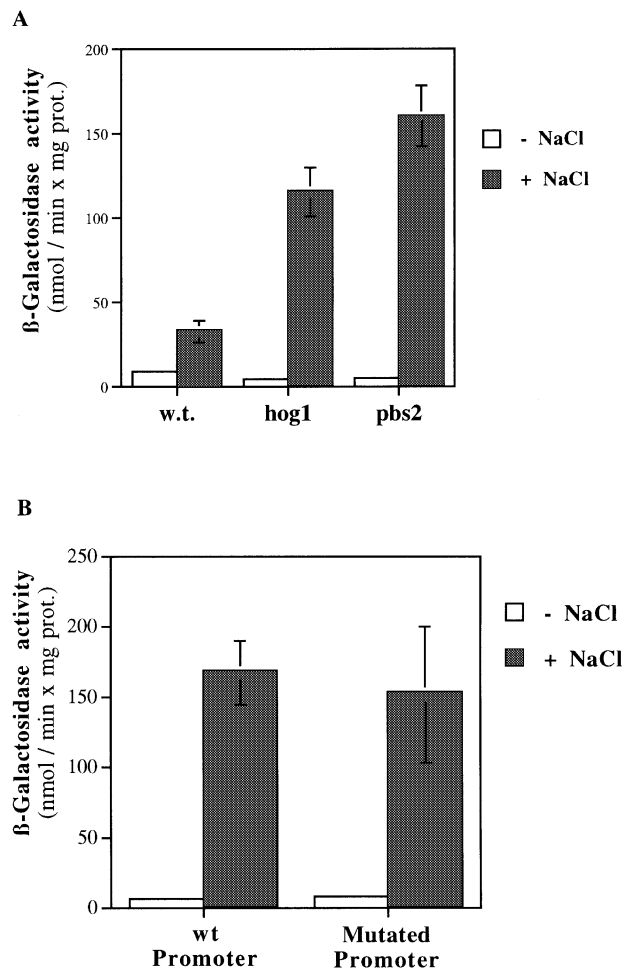 A
ß-Galactosidase activity
(nmol / min x mg prot.)
200
150
100
50
0
w.t. hog1 pbs2
- NaCl
+ NaCl
B
ß-Galactosidase activity
(nmol / min x mg prot.)
250
200
150
100
50
0
wt Mutated
Promoter Promoter
- NaCl
+ NaCl